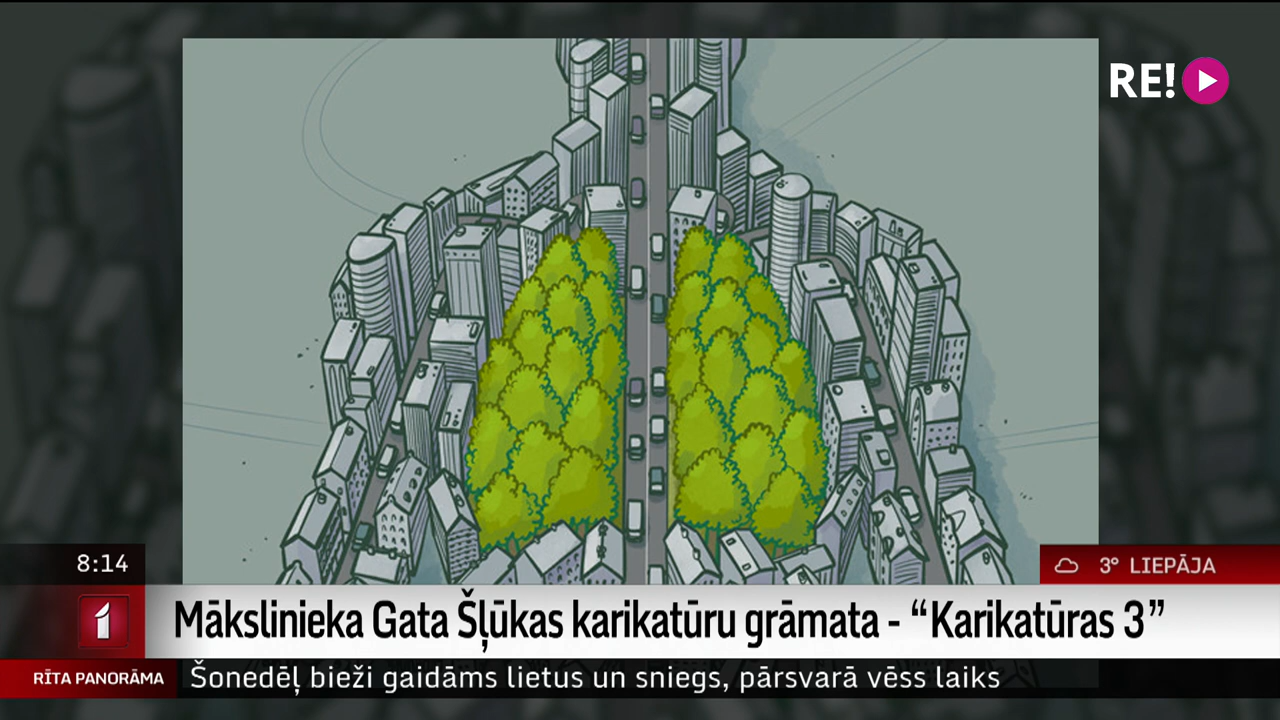 RE!
8:14
3° LIEPĀJA
1
Mākslinieka Gata Šļūkas karikatūru grāmata - “Karikatūras 3”
RĪTA PANORĀMA
Šonedēļ bieži gaidāms lietus un sniegs, pārsvarā vēss laiks